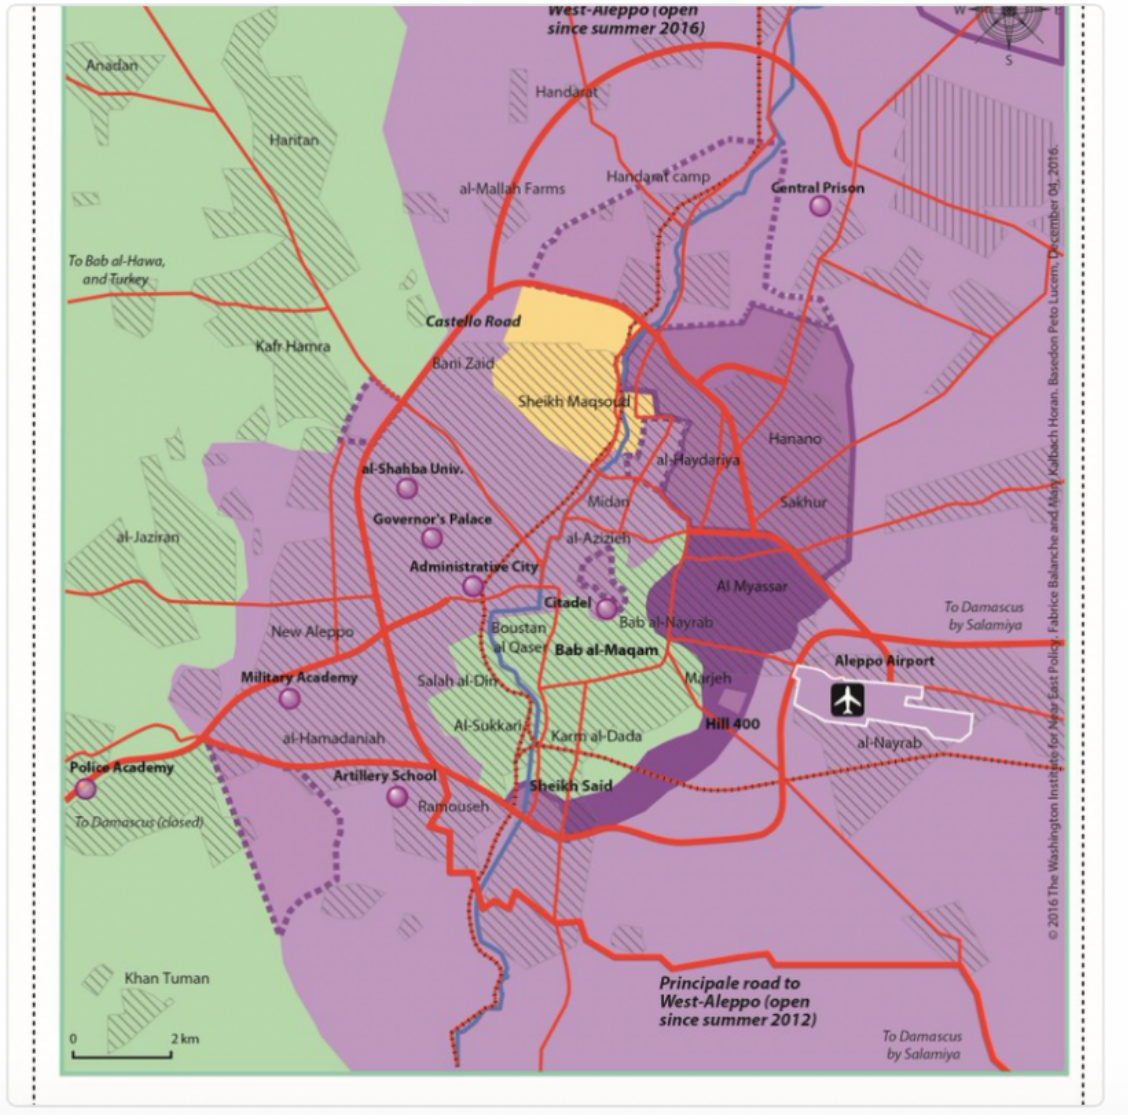 West-Aleppo (open
since summer 2016)
W
E
S
Anadan
Handarat
Haritan
al-Mallah Farms
Handarat camp
Central Prison
To Bab al-Hawa,
and Turkey
Castello Road
Kafr Hamra
Bani Zaid
Sheikh Maqsoud
Hanano
al-Haydariya
al-Shahba Univ.
Midan
Sakhur
Governor's Palace
al-Jaziran
al-Azizieh
Administrative City
Al Myassar
Citadel
To Damascus
by Salamiya
New Aleppo
Boustan
al Qaser
Bab al-Nayrab
Bab al-Maqam
Aleppo Airport
Military Academy
Salah al-Din
Marjeh
Al-Sukkari
Karm al-Dada
Hill 400
al-Hamadaniah
al-Nayrab
Police Academy
Artillery School
Sheikh Said
To Damascus (closed)
Ramouseh
Khan Tuman
Principale road to
West-Aleppo (open
since summer 2012)
0 2 km
To Damascus
by Salamiya
© 2016 The Washington Institute for Near East Policy. Fabrice Balanche and Mary Kalbach Horan. Basedon Peto Lucem, December 04, 2016.